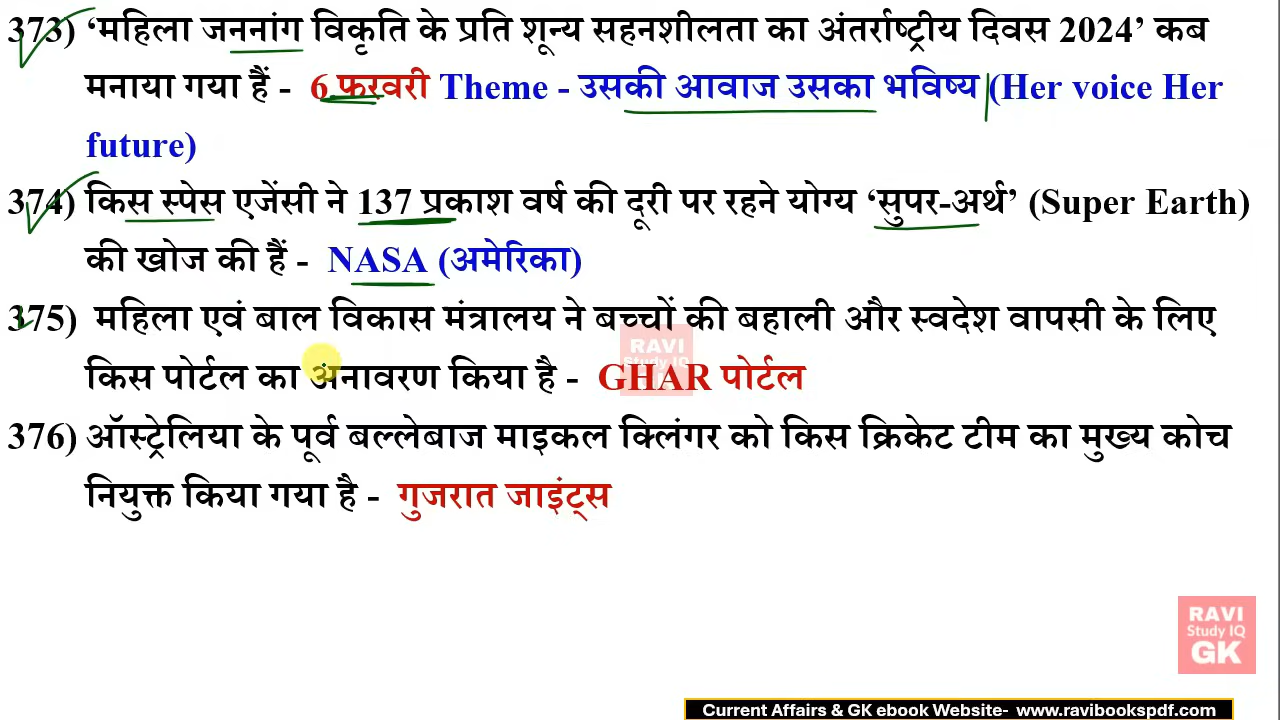 373) ‘महिला जननांग विकृति के प्रति शून्य सहनशीलता का अंतर्राष्ट्रीय दिवस 2024’ कब
मनाया गया हैं - 6 फरवरी Theme - उसकी आवाज उसका भविष्य (Her voice Her
future)
374) किस स्पेस एजेंसी ने 137 प्रकाश वर्ष की दूरी पर रहने योग्य ‘सुपर-अर्थ’ (Super Earth)
की खोज की हैं - NASA (अमेरिका)
375) महिला एवं बाल विकास मंत्रालय ने बच्चों की बहाली और स्वदेश वापसी के लिए
किस पोर्टल का अनावरण किया है - GHAR पोर्टल
376) ऑस्ट्रेलिया के पूर्व बल्लेबाज माइकल क्लिंगर को किस क्रिकेट टीम का मुख्य कोच
नियुक्त किया गया है - गुजरात जाइंट्स
RAVI
Study IQ
RAVI
Study IQ
GK
Current Affairs & GK ebook Website- www.ravibookspdf.com